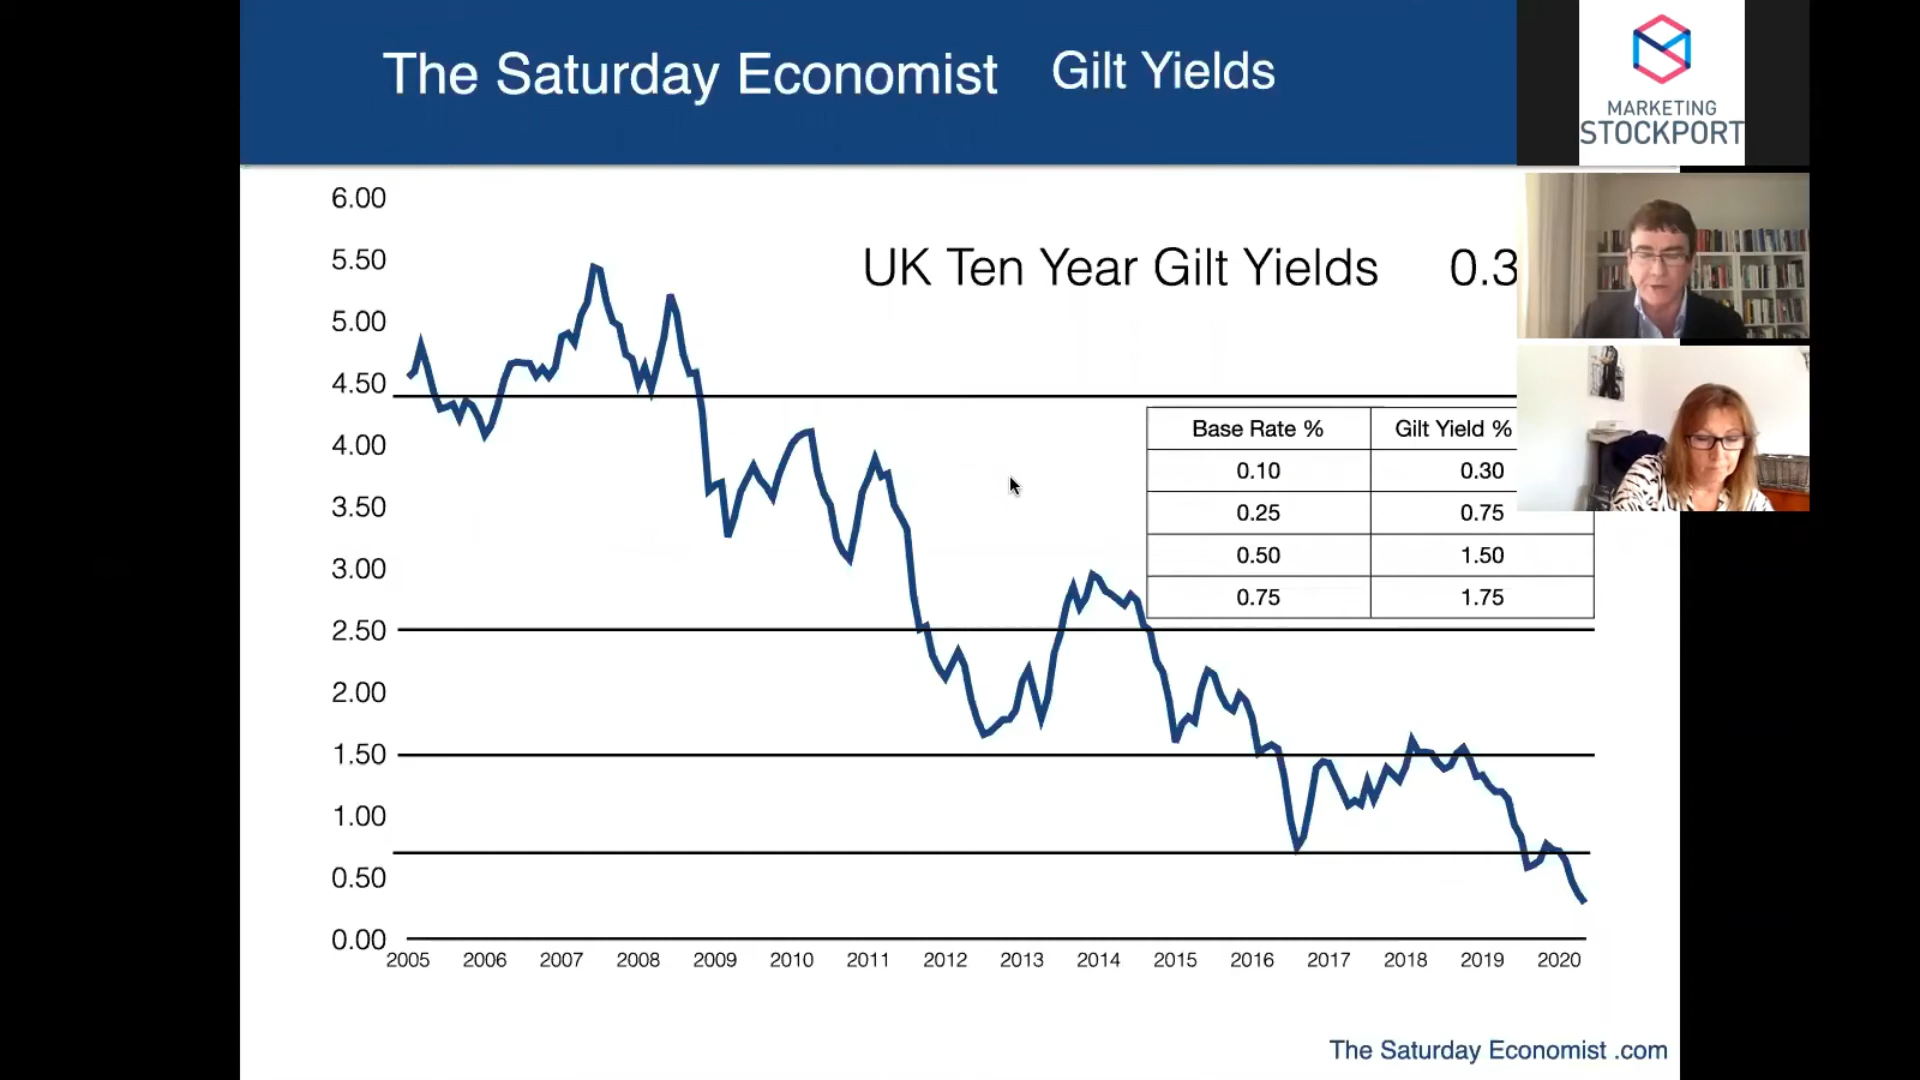 The Saturday Economist Gilt Yields
MARKETING
STOCKPORT
6.00
5.50
5.00
4.50
4.00
3.50
3.00
2.50
2.00
1.50
1.00
0.50
0.00
UK Ten Year Gilt Yields 0.3
Base Rate % Gilt Yield %
0.10 0.30
0.25 0.75
0.50 1.50
0.75 1.75
2005 2006 2007 2008 2009 2010 2011 2012 2013 2014 2015 2016 2017 2018 2019 2020
The Saturday Economist .com